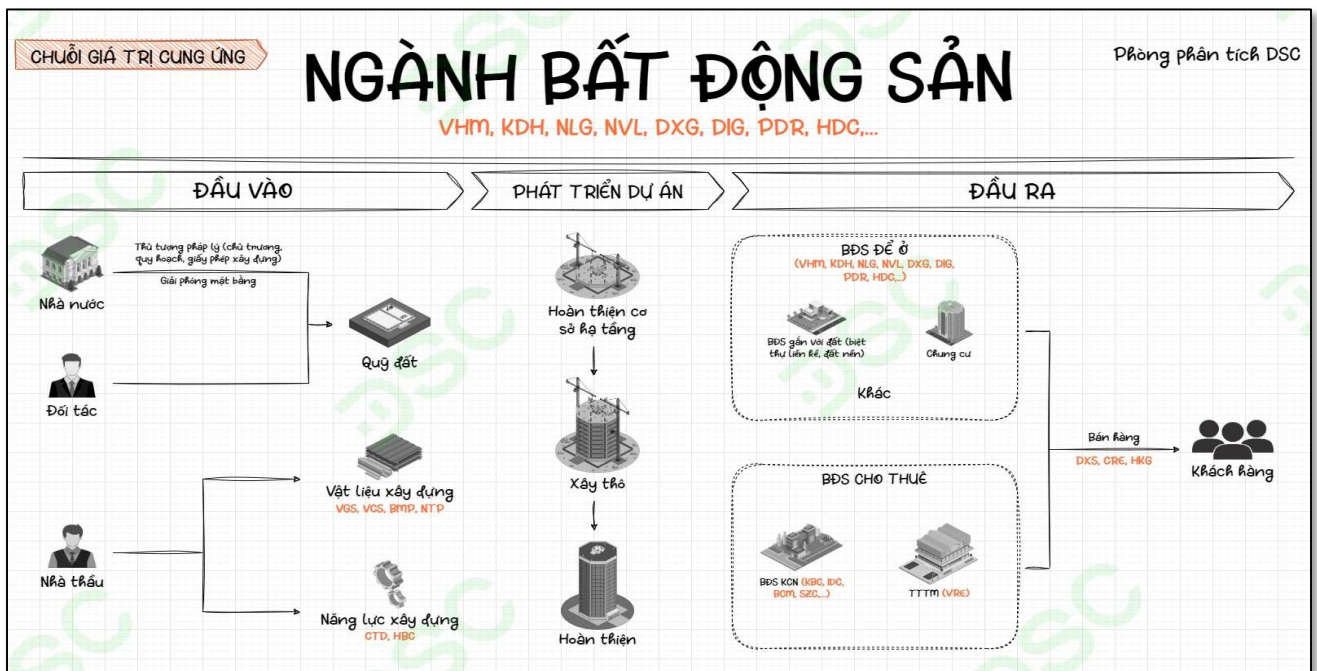 CHUỖI GIÁ TRỊ CUNG ỨNG
NGÀNH BẤT ĐỘNG SẢN
Phòng phân tích DSC
VHM, KDH, NLG, NVL, DXG, DIG, PDR, HDC,...
ĐẦU VÀO
PHÁT TRIỂN DỰ ÁN
ĐẦU RA
Thủ tượng pháp lý (chủ trương,
quy hoạch, giấy phép xây dựng)
Giải phóng mặt bằng
Nhà nước
Quỹ đất
Đối tác
Vật liệu xây dựng
VGS, VCS, BMP, NTP
Nhà thầu
Năng lực xây dựng
CTD, HBC
Hoàn thiện cơ
sở hạ tầng
Xây thô
Hoàn thiện
BĐS ĐỂ Ở
(VHM, KDH, NLG, NVL, DXG, DIG,
PDR, HDC,..)
BĐS gắn với đất (biệt
thự liền kề, đất nền)
Chung cư
Khác
BĐS CHO THUÊ
BĐS KCN (KBC, IDC,
BCM, SZC,...)
TTTM (VRE)
Bán hàng
DXS, CRE, HKG
Khách hàng
DSC
DSC
DSC
DSC
DSC